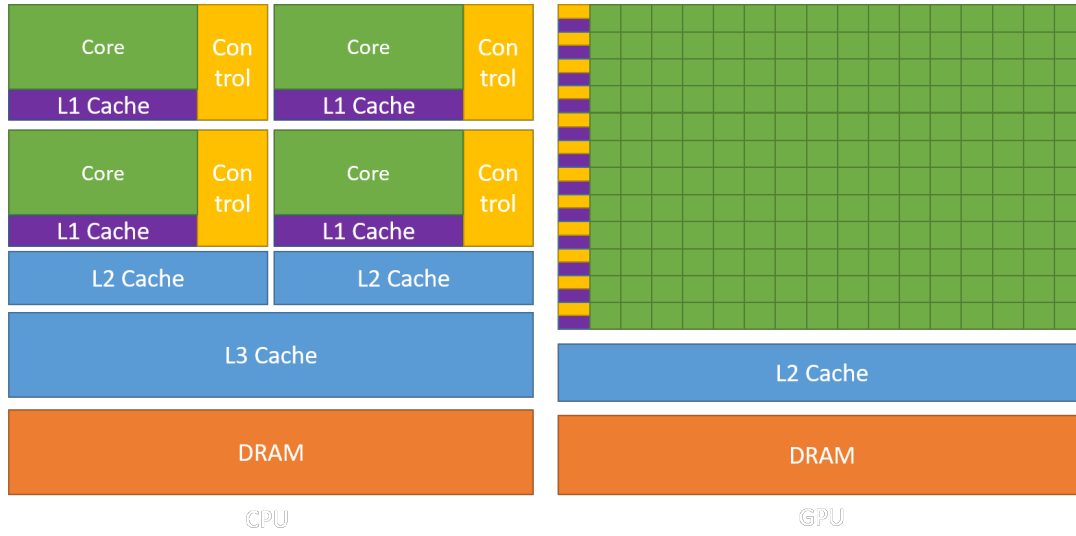 Core
Con
trol
L1 Cache
Core
Con
trol
L1 Cache
Core
Con
trol
L1 Cache
Core
Con
trol
L1 Cache
L2 Cache
L2 Cache
L3 Cache
DRAM
CPU
L2 Cache
DRAM
GPU